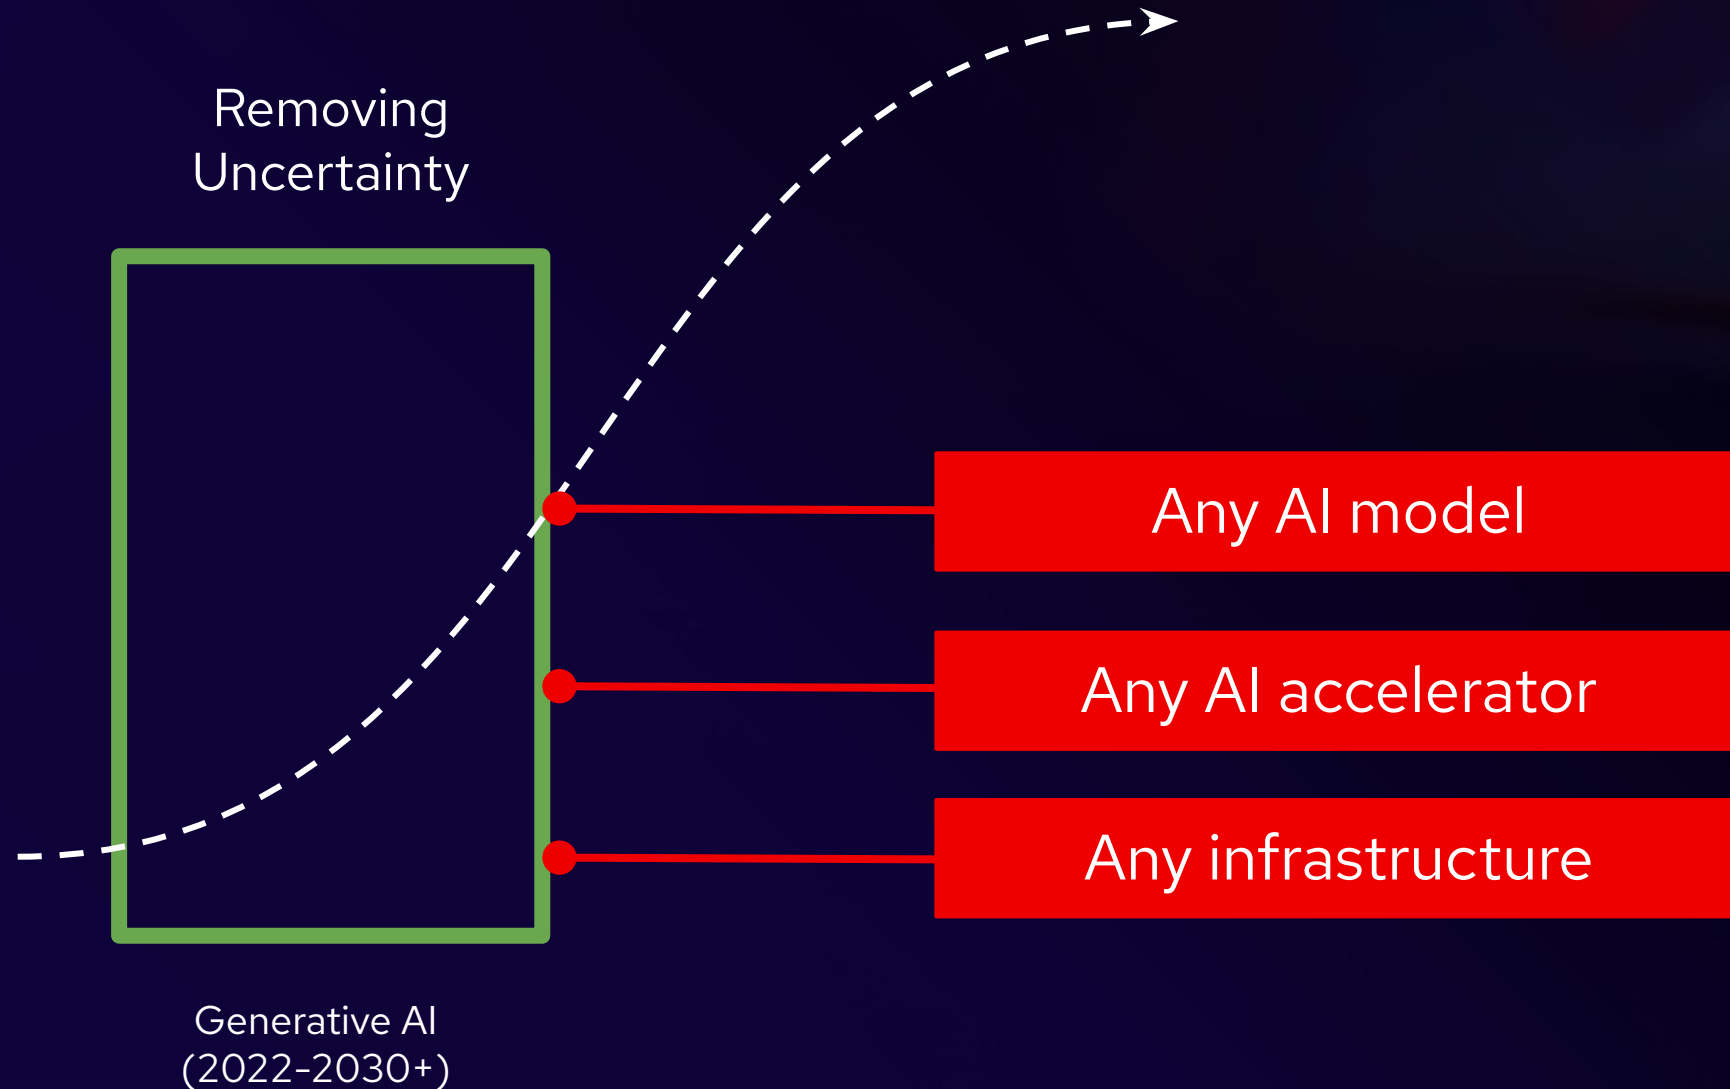 Removing
Uncertainty
Any AI model
Any AI accelerator
Any infrastructure
Generative AI
(2022-2030+)